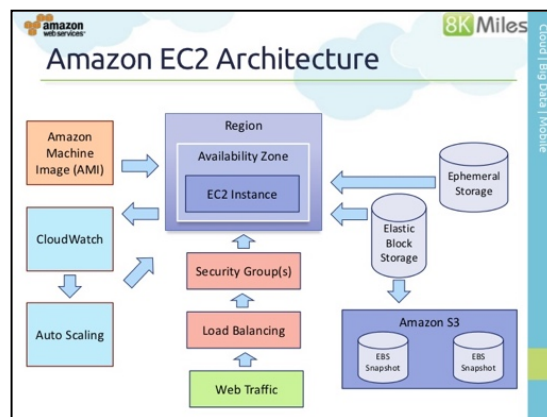 amazon
web services
8KMiles
Amazon EC2 Architecture
Cloud | Big Data | Mobile
Region
Amazon
Machine
Image (AMI)
Availability Zone
EC2 Instance
Ephemeral
Storage
CloudWatch
Elastic
Block
Storage
Security Group(s)
Auto Scaling
Load Balancing
Amazon S3
EBS
Snapshot
EBS
Snapshot
Web Traffic